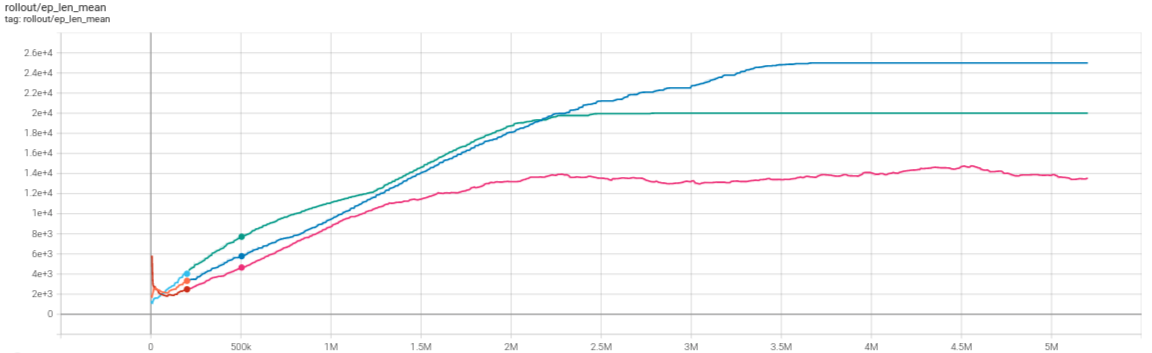 rollout/ep_len_mean
tag: rollout/ep_len_mean
2.6e+4
2.4e+4
2.2e+4
2e+4
1.8e+4
1.6e+4
1.4e+4
1.2e+4
1e+4
8e+3
6e+3
4e+3
2e+3
0
0 500k 1M 1.5M 2M 2.5M 3M 3.5M 4M 4.5M 5M